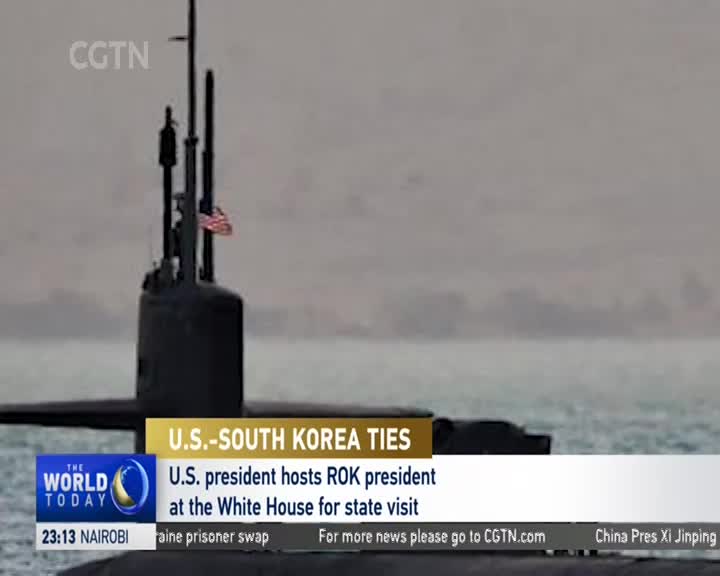 CGTN
U.S.-SOUTH KOREA TIES
THE
WORLD
TODAY
U.S. president hosts ROK president
at the White House for state visit
23:13 NAIROBI
raine prisoner swap For more news please go to CGTN.com China Pres Xi Jinping